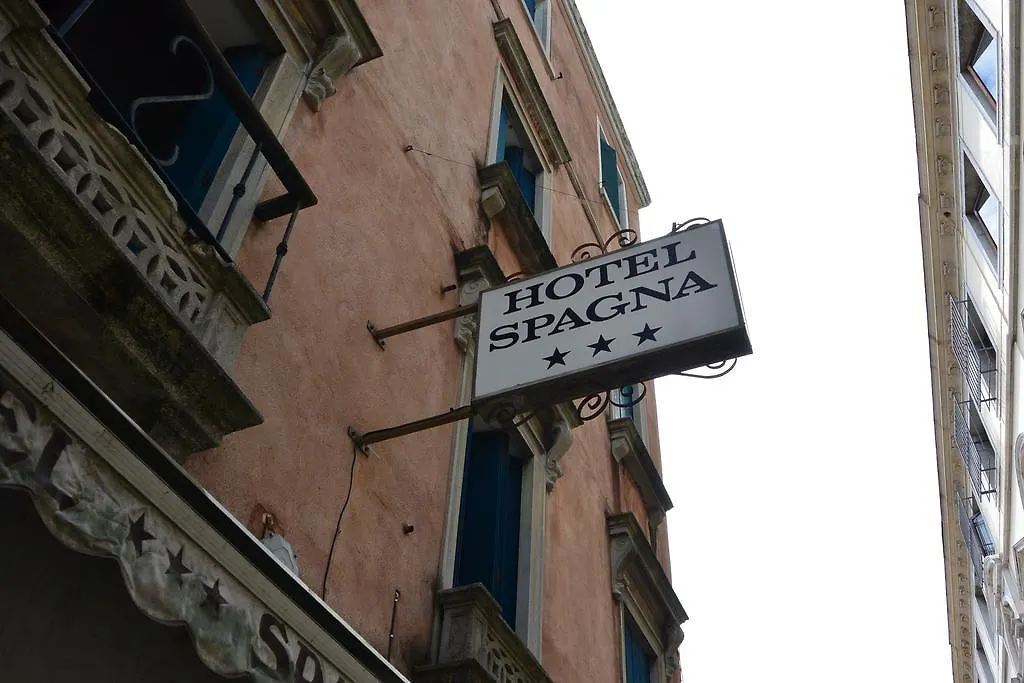 HOTEL
SPAGNA
★ ★ ★